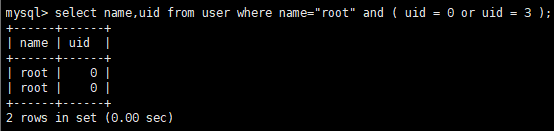 mysql> select name,uid from user where name="root" and ( uid = 0 or uid = 3 );
+------+------+
| name | uid  |
+------+------+
| root |    0 |
| root |    0 |
+------+------+
2 rows in set (0.00 sec)